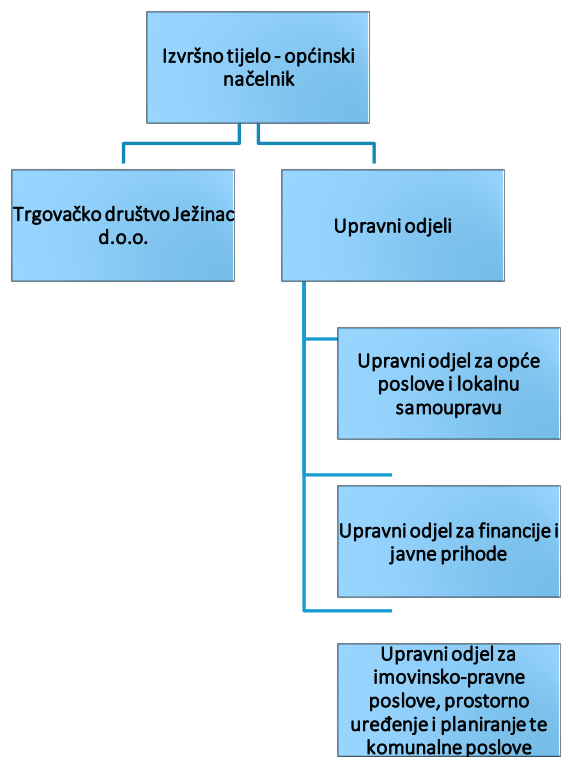 Izvršno tijelo - općinski
načelnik
Trgovačko društvo Ježinac
d.o.o.
Upravni odjeli
Upravni odjel za opće
poslove i lokalnu
samoupravu
Upravni odjel za financije i
javne prihode
Upravni odjel za
imovinsko-pravne
poslove, prostorno
uređenje i planiranje te
komunalne poslove